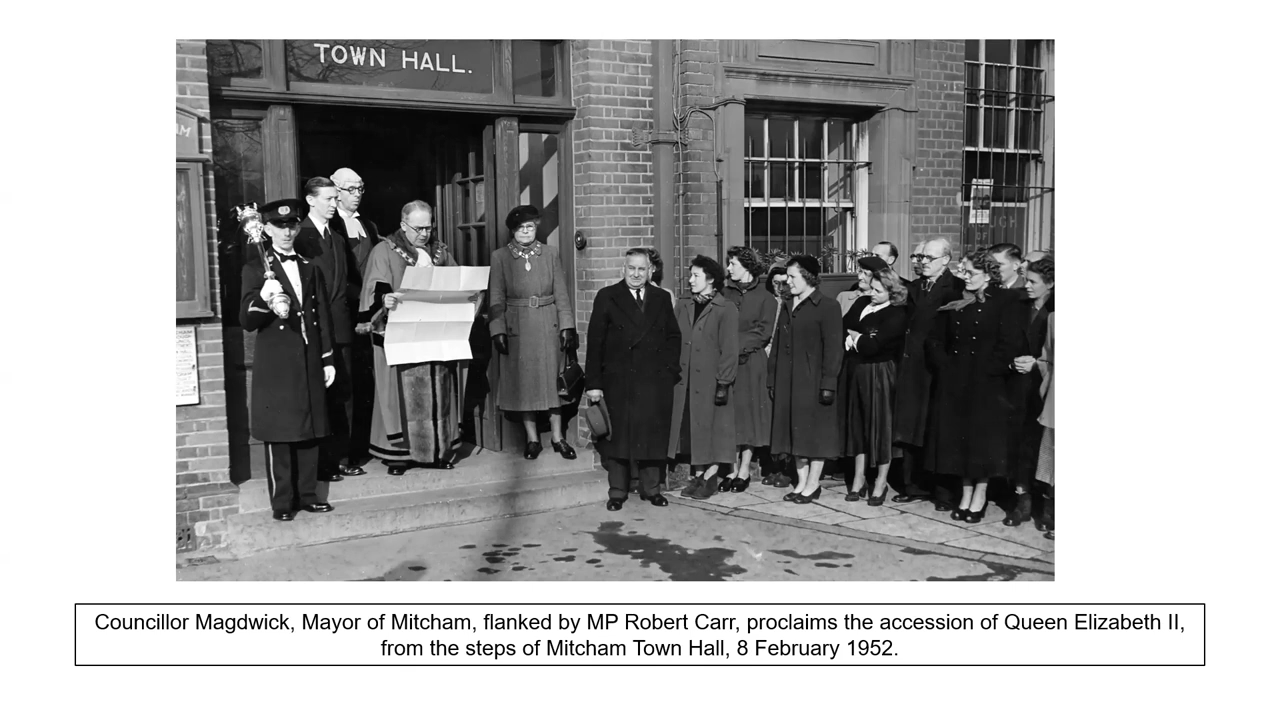 TOWN HALL.
Councillor Magdwick, Mayor of Mitcham, flanked by MP Robert Carr, proclaims the accession of Queen Elizabeth II,
from the steps of Mitcham Town Hall, 8 February 1952.